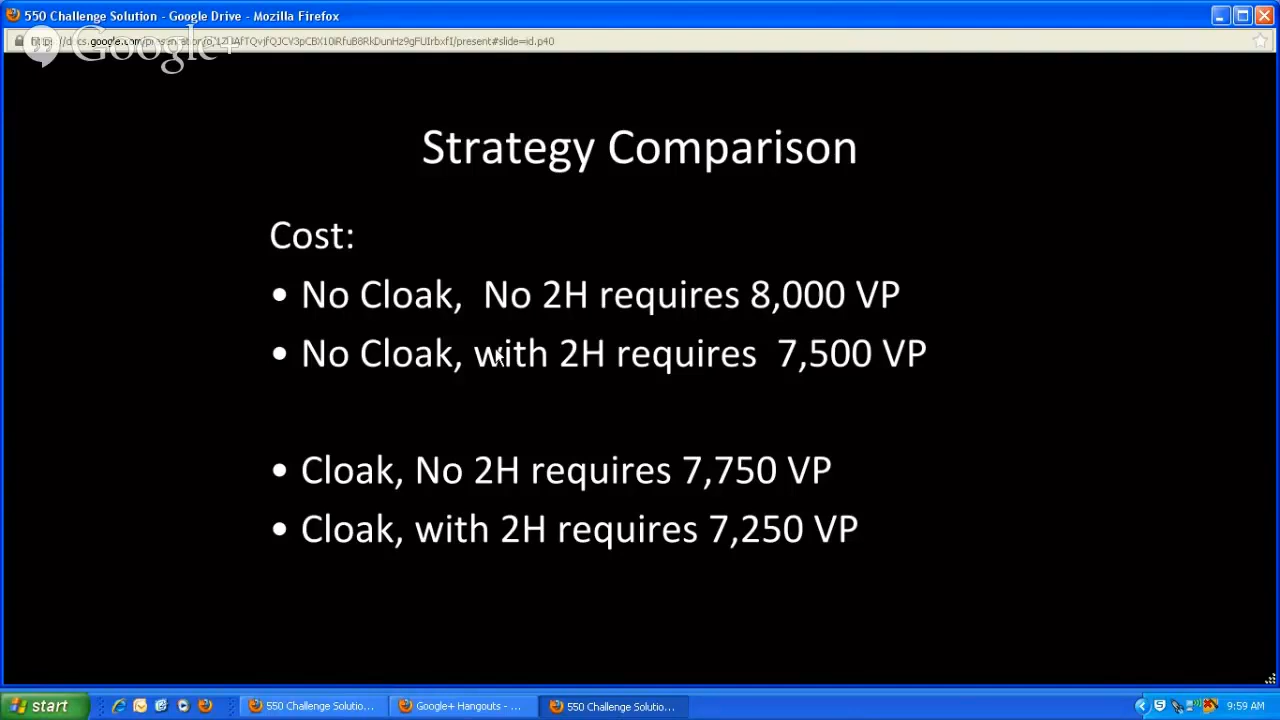 550 Challenge Solution - Google Drive - Mozilla Firefox
Google+
Strategy Comparison
Cost:
• No Cloak, No 2H requires 8,000 VP
• No Cloak, with 2H requires 7,500 VP
• Cloak, No 2H requires 7,750 VP
• Cloak, with 2H requires 7,250 VP
start
550 Challenge Solutio...
Google+ Hangouts - ...
550 Challenge Solutio...
9:59 AM